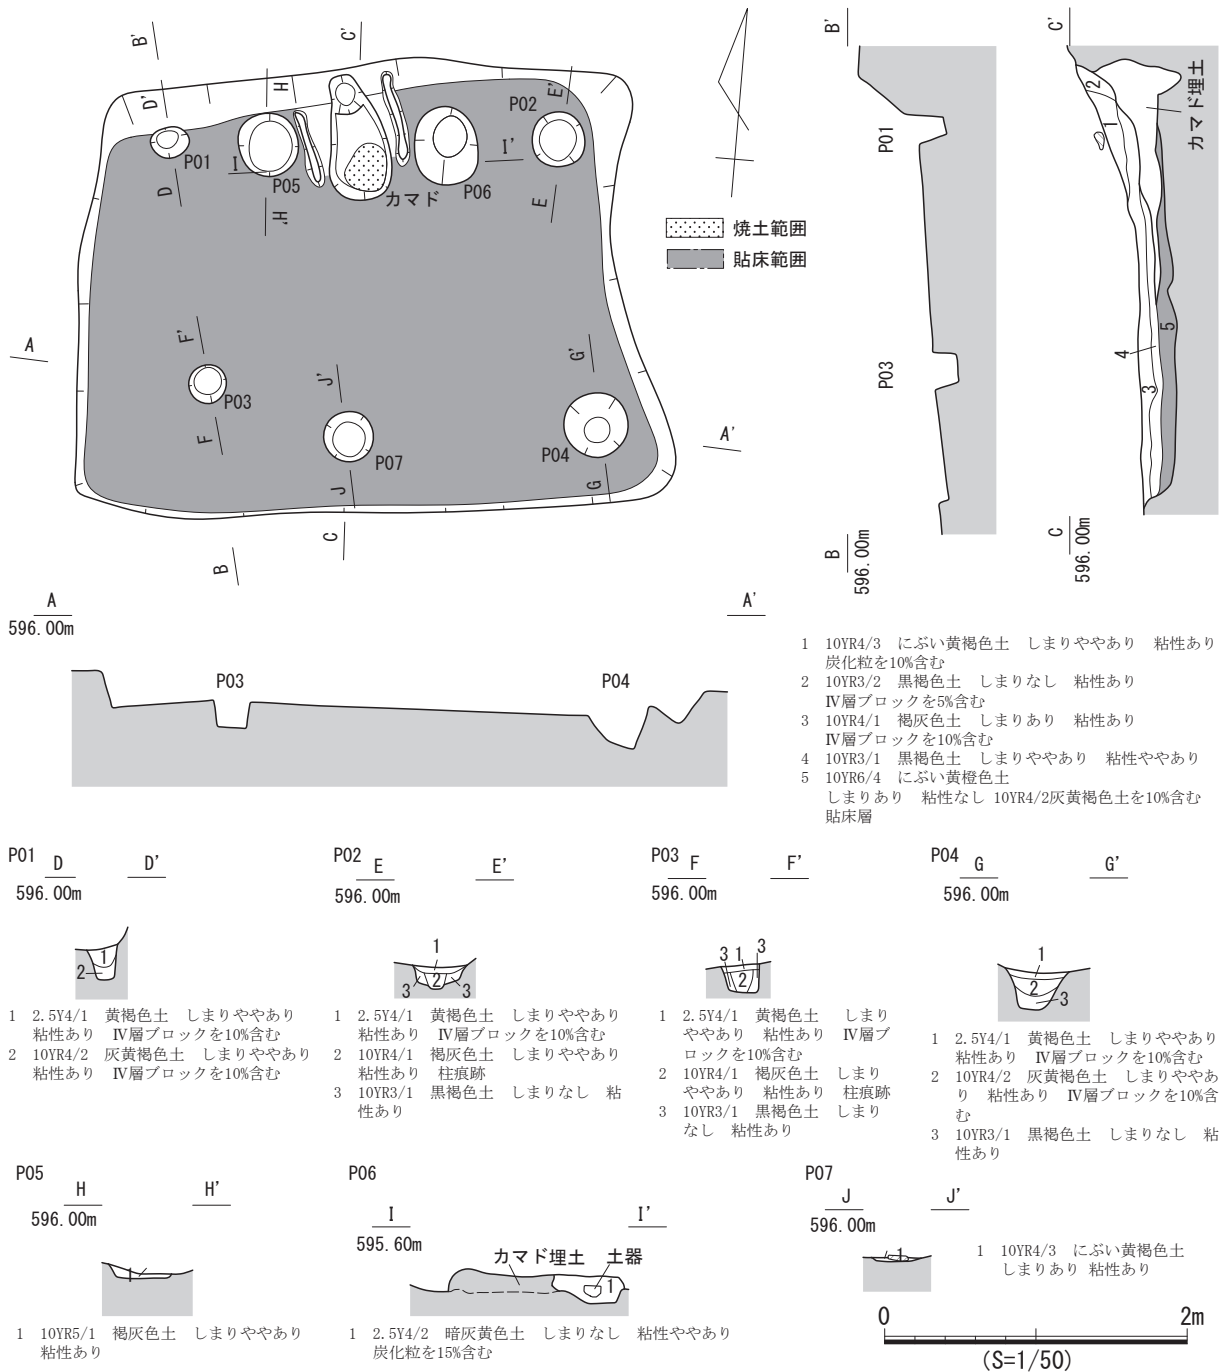 B'
C'
D'
H
E'
P02
P01
I
P05
カマド
P06
I'
D
H'
E
焼土範囲
貼床範囲
A
F'
G'
P03
J'
F
P07
P04
A'
J
G
C
B
B'
P01
P03
B
596.00m
C'
カマド埋土
2
1
4
3
5
C
596.00m
A
596.00m
A'
P03
P04
1 10YR4/3 にぶい黄褐色土 しまりややあり 粘性あり
炭化粒を10%含む
2 10YR3/2 黒褐色土 しまりなし 粘性あり
Ⅳ層ブロックを5%含む
3 10YR4/1 褐灰色土 しまりあり 粘性あり
Ⅳ層ブロックを10%含む
4 10YR3/1 黒褐色土 しまりややあり 粘性ややあり
5 10YR6/4 にぶい黄橙色土
しまりあり 粘性なし 10YR4/2灰黄褐色土を10%含む
貼床層
P01 D D'
596.00m
1
2
1 2.5Y4/1 黄褐色土 しまりややあり
粘性あり Ⅳ層ブロックを10%含む
2 10YR4/2 灰黄褐色土 しまりややあり
粘性あり Ⅳ層ブロックを10%含む
P02 E E'
596.00m
1
3 2 3
1 2.5Y4/1 黄褐色土 しまりややあり
粘性あり Ⅳ層ブロックを10%含む
2 10YR4/1 褐灰色土 しまりややあり
粘性あり 柱痕跡
3 10YR3/1 黒褐色土 しまりなし 粘
性あり
P03 F F'
596.00m
3 1 3
2
1 2.5Y4/1 黄褐色土 しまり
ややあり 粘性あり Ⅳ層ブ
ロックを10%含む
2 10YR4/1 褐灰色土 しまり
ややあり 粘性あり 柱痕跡
3 10YR3/1 黒褐色土 しまり
なし 粘性あり
P04 G G'
596.00m
1
2
3
1 2.5Y4/1 黄褐色土 しまりややあり
粘性あり Ⅳ層ブロックを10%含む
2 10YR4/2 灰黄褐色土 しまりややあ
り 粘性あり Ⅳ層ブロックを10%含
む
3 10YR3/1 黒褐色土 しまりなし 粘
性あり
P05
H H'
596.00m
1
1 10YR5/1 褐灰色土 しまりややあり
粘性あり
P06
I I'
595.60m
カマド埋土 土器
1
1 2.5Y4/2 暗灰黄色土 しまりなし 粘性ややあり
炭化粒を15%含む
P07
J J'
596.00m
1
1 10YR4/3 にぶい黄褐色土
しまりあり 粘性あり
0 2m
(S=1/50)